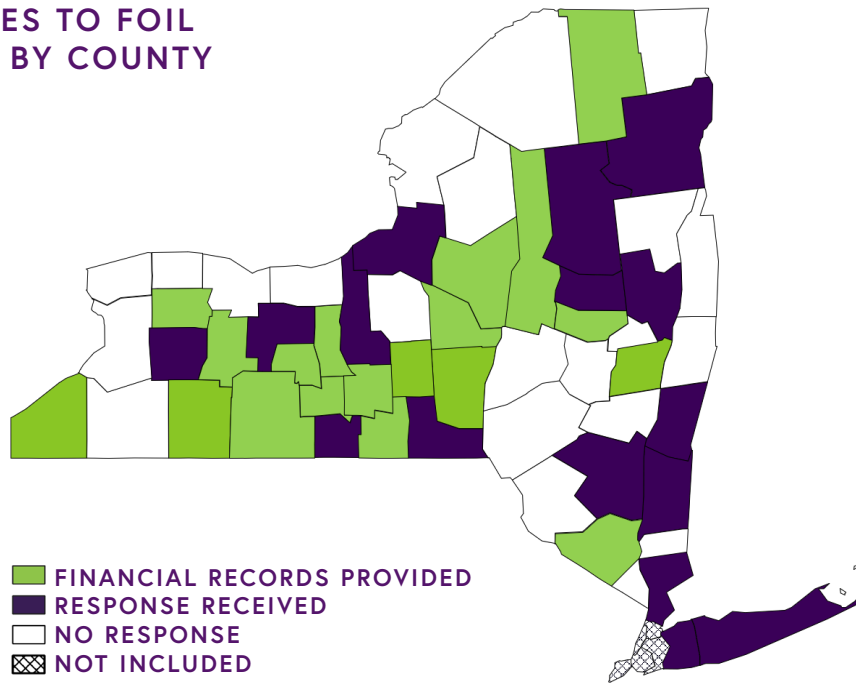 ES TO FOIL
BY COUNTY
FINANCIAL RECORDS PROVIDED
RESPONSE RECEIVED
NO RESPONSE
NOT INCLUDED